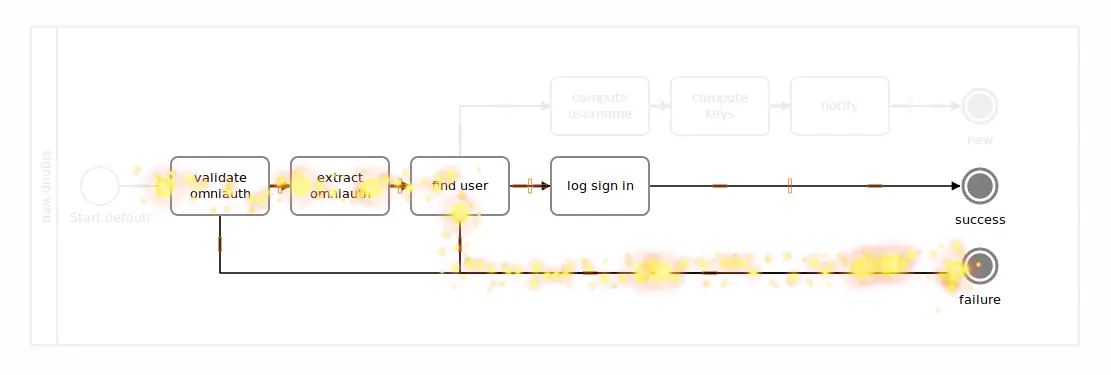 signup.web
Start.default
validate
omniauth
extract
omniauth
find user
log sign in
compute
username
compute
keys
notify
new
success
failure